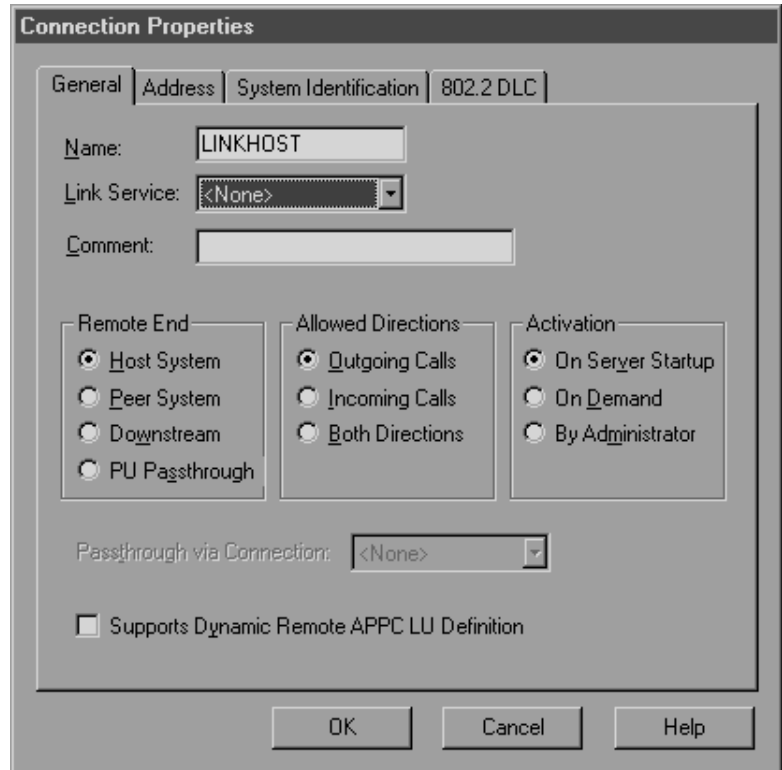 Connection Properties
General Address System Identification 802.2 DLC
Name: LINKHOST
Link Service: <None>
Comment:
Remote End Allowed Directions Activation
Host System Outgoing Calls On Server Startup
Peer System Incoming Calls On Demand
Downstream Both Directions By Administrator
PU Passthrough
Passthrough via Connection: <None>
Supports Dynamic Remote APPC LU Definition
OK Cancel Help